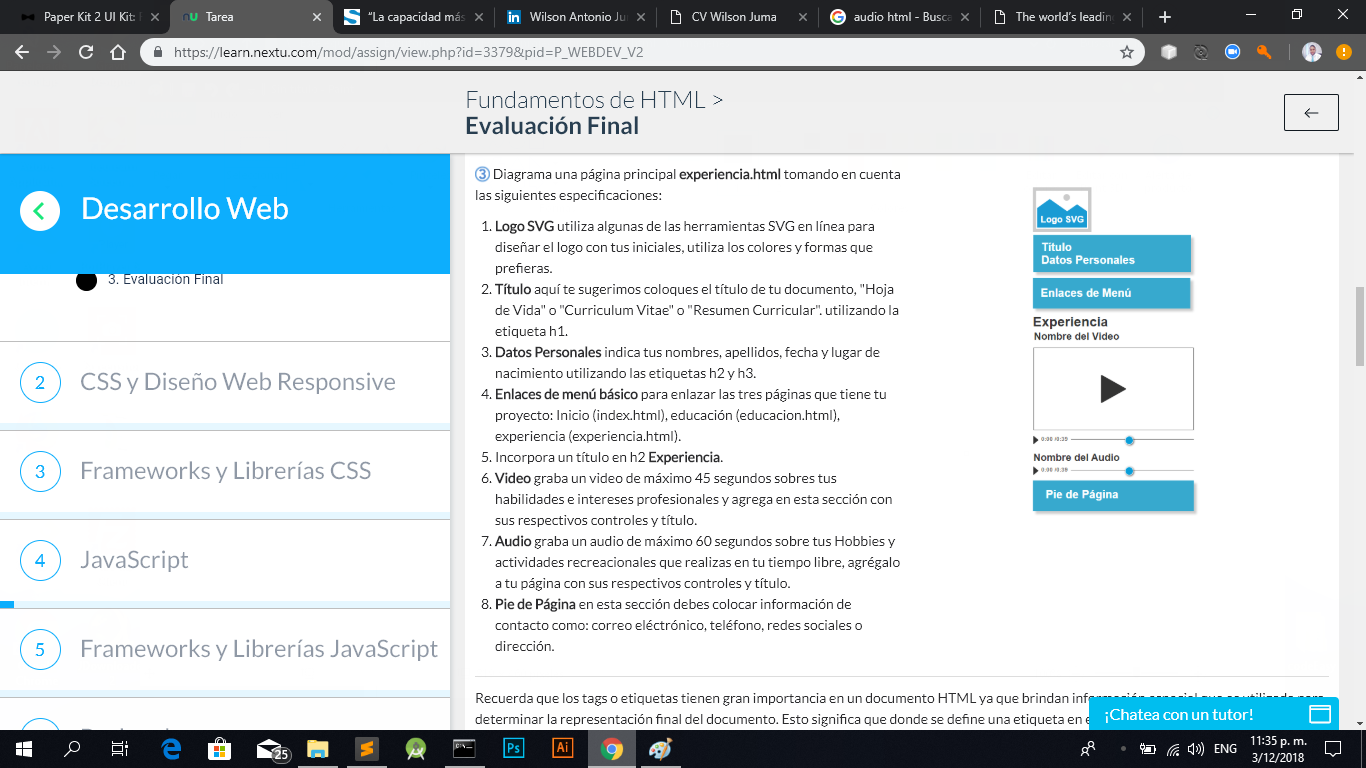 Paper Kit 2 UI Kit:
Tarea
“La capacidad más
Wilson Antonio Ju
CV Wilson Juma
audio html - Busca
The world's leadin
https://learn.nextu.com/mod/assign/view.php?id=3379&pid=P_WEBDEV_V2
Fundamentos de HTML >
Evaluación Final
Desarrollo Web
3. Evaluación Final
2 CSS y Diseño Web Responsive
3 Frameworks y Librerías CSS
4 JavaScript
5 Frameworks y Librerías JavaScript
3 Diagrama una página principal experiencia.html tomando en cuenta
las siguientes especificaciones:
1. Logo SVG utiliza algunas de las herramientas SVG en línea para
diseñar el logo con tus iniciales, utiliza los colores y formas que
prefieras.
2. Título aquí te sugerimos coloques el título de tu documento, "Hoja
de Vida" o "Curriculum Vitae" o "Resumen Curricular". utilizando la
etiqueta h1.
3. Datos Personales indica tus nombres, apellidos, fecha y lugar de
nacimiento utilizando las etiquetas h2 y h3.
4. Enlaces de menú básico para enlazar las tres páginas que tiene tu
proyecto: Inicio (index.html), educación (educacion.html),
experiencia (experiencia.html).
5. Incorpora un título en h2 Experiencia.
6. Video graba un video de máximo 45 segundos sobre tus
habilidades e intereses profesionales y agrega en esta sección con
sus respectivos controles y título.
7. Audio graba un audio de máximo 60 segundos sobre tus Hobbies y
actividades recreacionales que realizas en tu tiempo libre, agrégalo
a tu página con sus respectivos controles y título.
8. Pie de Página en esta sección debes colocar información de
contacto como: correo eléctrónico, teléfono, redes sociales o
dirección.
Logo SVG
Título
Datos Personales
Enlaces de Menú
Experiencia
Nombre del Video
0:00 /0:39
Nombre del Audio
0:00 /0:39
Pie de Página
Recuerda que los tags o etiquetas tienen gran importancia en un documento HTML ya que brindan información especial que es utilizada para
determinar la representación final del documento. Esto significa que donde se define una etiqueta en e
¡Chatea con un tutor!
25
Ps
Ai
ENG
11:35 p. m.
3/12/2018